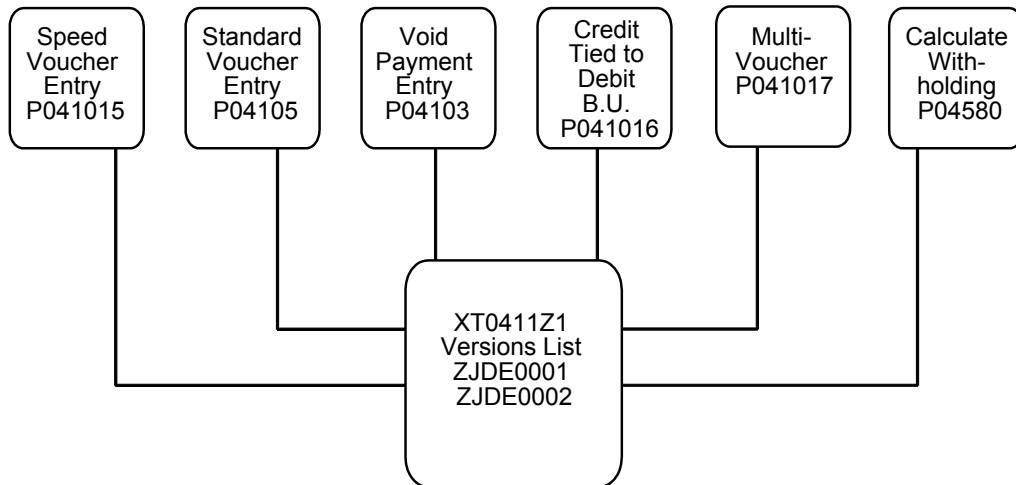 Speed
Voucher
Entry
P041015
Standard
Voucher
Entry
P04105
Void
Payment
Entry
P04103
Credit
Tied to
Debit
B.U.
P041016
Multi-
Voucher
P041017
Calculate
With-
holding
P04580
XT0411Z1
Versions List
ZJDE0001
ZJDE0002